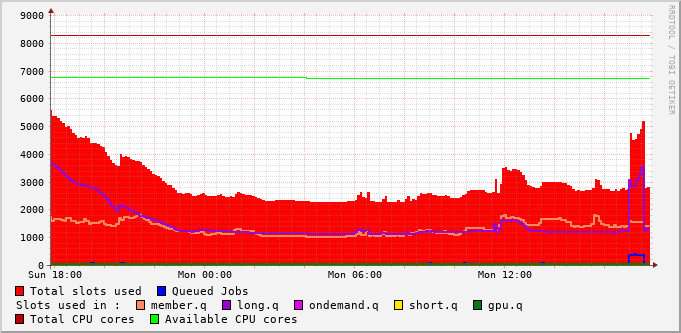 RRDTOOL / TOBI OETIKER
9000
8000
7000
6000
5000
4000
3000
2000
1000
0
Sun 18:00 Mon 00:00 Mon 06:00 Mon 12:00
Total slots used Queued Jobs
Slots used in : member.q long.q ondemand.q short.q gpu.q
Total CPU cores Available CPU cores